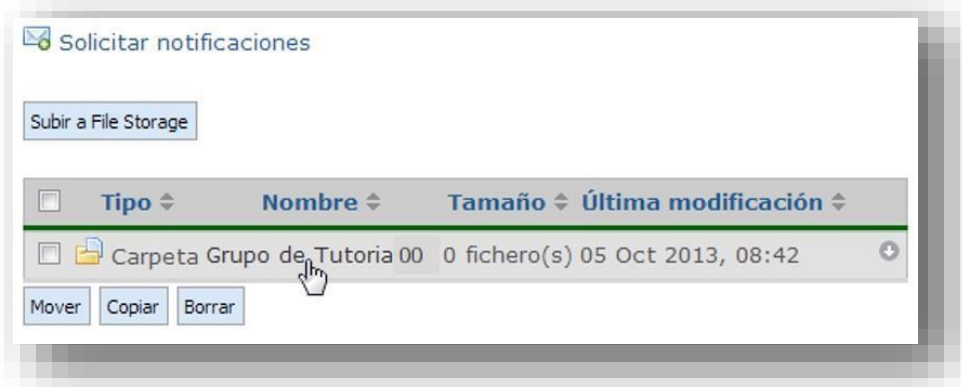 Solicitar notificaciones
Subir a File Storage
Tipo Nombre Tamaño Última modificación
Carpeta Grupo de Tutoria 00 0 fichero(s) 05 Oct 2013, 08:42
Mover Copiar Borrar